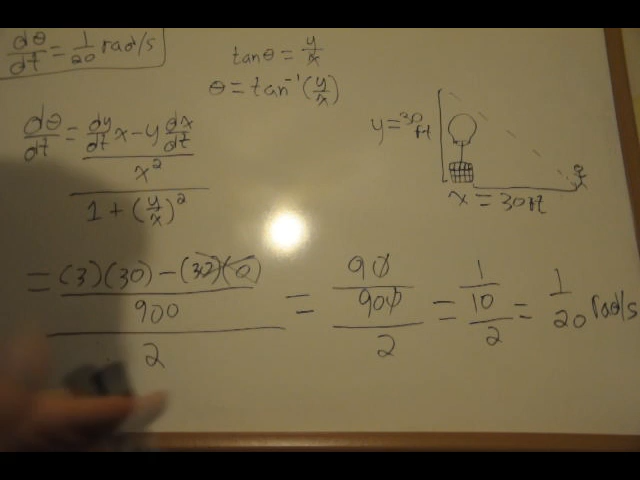 dθ/dt = 1/20 rad/s
tanθ = y/x
θ = tan⁻¹(y/x)
dθ/dt = ((dy/dt x − y dx/dt)/x²)/(1 + (y/x)²)
y = 30 ft
x = 30 ft
= (((3)(30) − (30)(0))/900)/2 = (90/900)/2 = (1/10)/2 = 1/20 rad/s